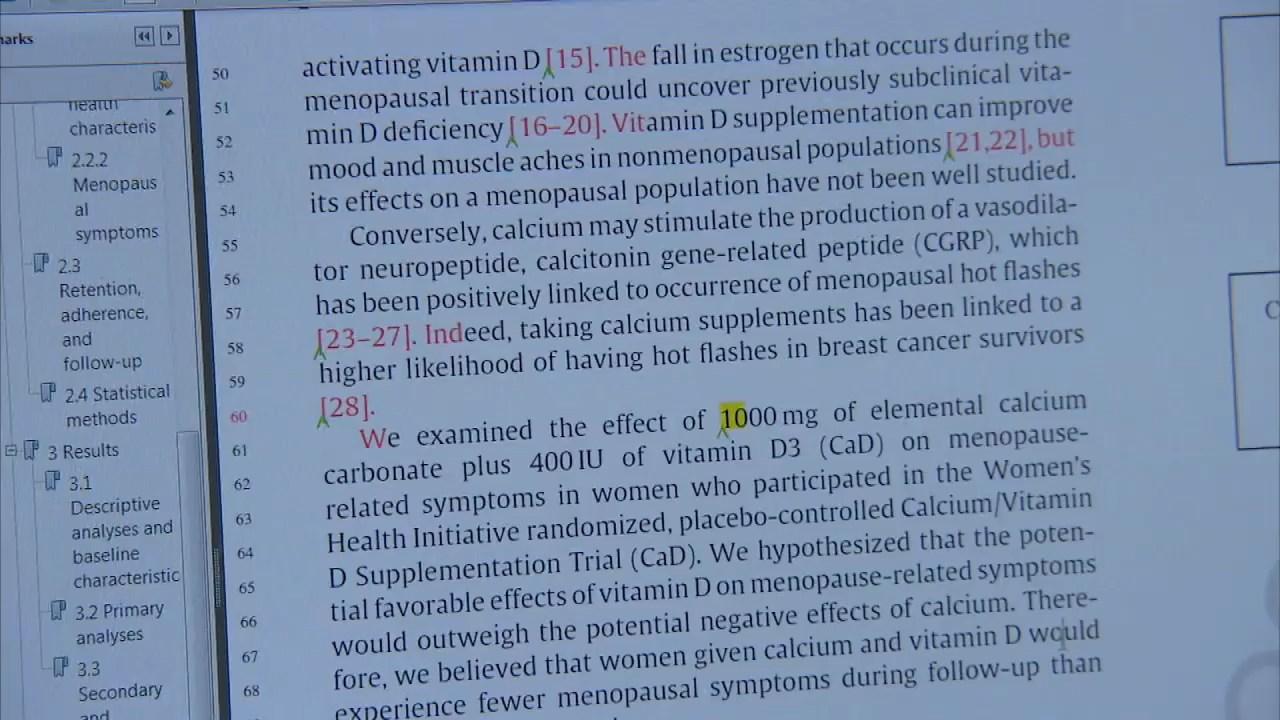 arks
health
characteris
2.2.2
Menopaus
al
symptoms
2.3
Retention,
adherence,
and
follow-up
2.4 Statistical
methods
3 Results
3.1
Descriptive
analyses and
baseline
characteristic
3.2 Primary
analyses
3.3
Secondary
and
50 activating vitamin D [15]. The fall in estrogen that occurs during the
51 menopausal transition could uncover previously subclinical vita-
52 min D deficiency [16–20]. Vitamin D supplementation can improve
53 mood and muscle aches in nonmenopausal populations [21,22], but
54 its effects on a menopausal population have not been well studied.
55 Conversely, calcium may stimulate the production of a vasodila-
56 tor neuropeptide, calcitonin gene-related peptide (CGRP), which
57 has been positively linked to occurrence of menopausal hot flashes
58 [23–27]. Indeed, taking calcium supplements has been linked to a
59 higher likelihood of having hot flashes in breast cancer survivors
60 [28].
61 We examined the effect of 1000 mg of elemental calcium
62 carbonate plus 400 IU of vitamin D3 (CaD) on menopause-
63 related symptoms in women who participated in the Women's
64 Health Initiative randomized, placebo-controlled Calcium/Vitamin
65 D Supplementation Trial (CaD). We hypothesized that the poten-
66 tial favorable effects of vitamin D on menopause-related symptoms
67 would outweigh the potential negative effects of calcium. There-
68 fore, we believed that women given calcium and vitamin D would
experience fewer menopausal symptoms during follow-up than
C